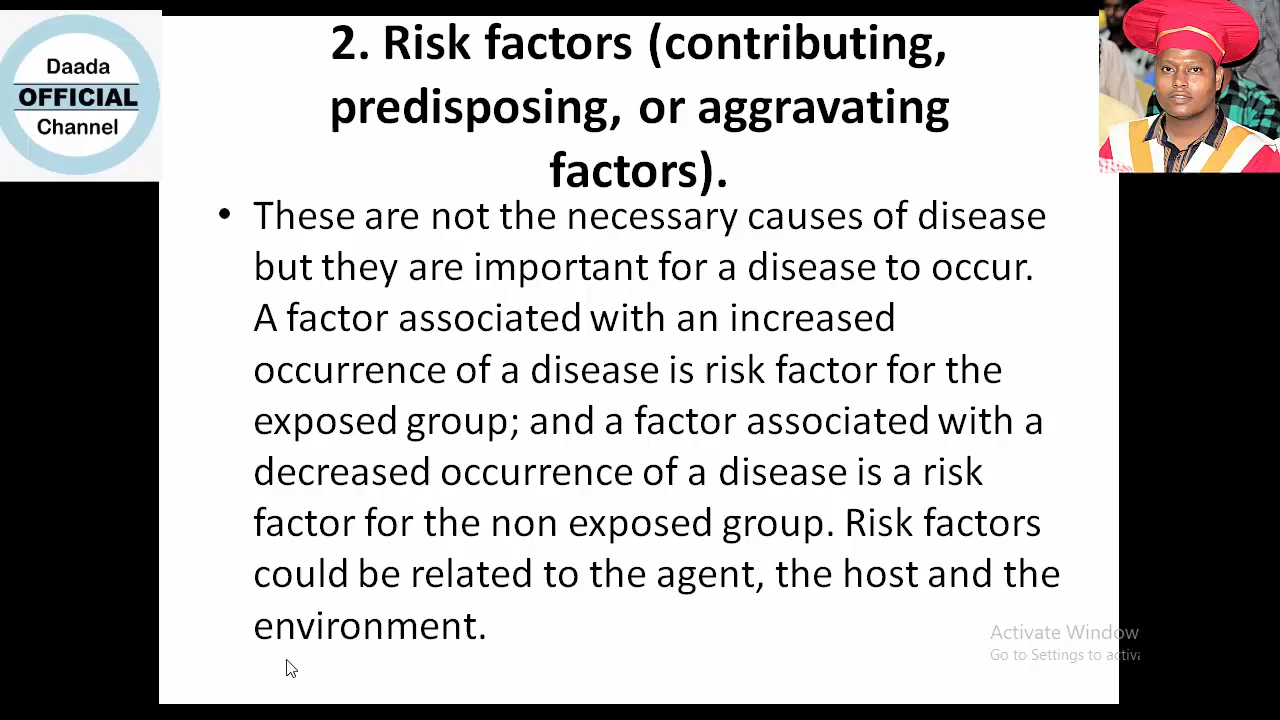 Daada
OFFICIAL
Channel
2. Risk factors (contributing,
predisposing, or aggravating
factors).
• These are not the necessary causes of disease
but they are important for a disease to occur.
A factor associated with an increased
occurrence of a disease is risk factor for the
exposed group; and a factor associated with a
decreased occurrence of a disease is a risk
factor for the non exposed group. Risk factors
could be related to the agent, the host and the
environment.
Activate Window
Go to Settings to activa